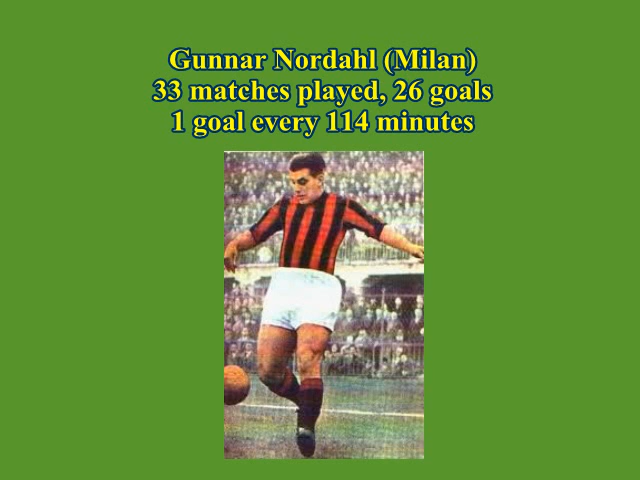 Gunnar Nordahl (Milan)
33 matches played, 26 goals
1 goal every 114 minutes